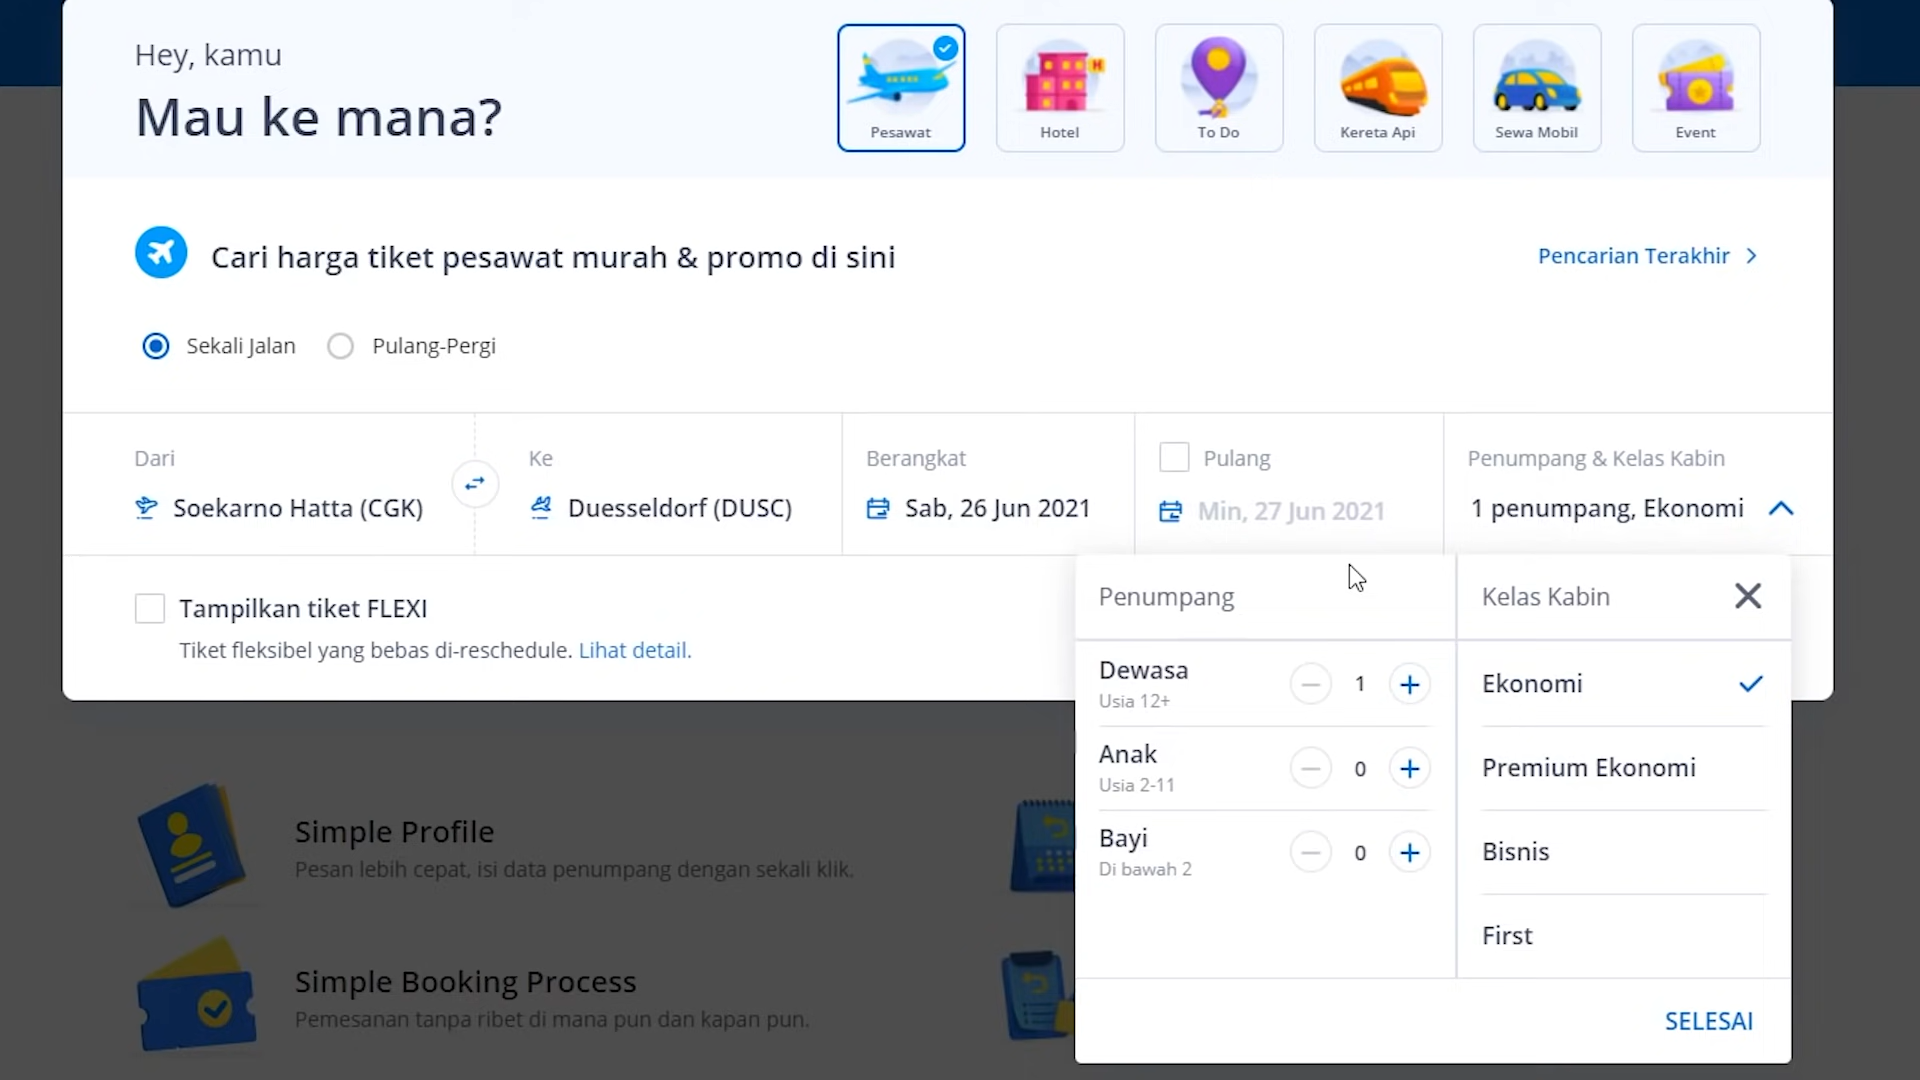 Hey, kamu
Mau ke mana?
Pesawat
H
Hotel
To Do
Kereta Api
Sewa Mobil
Event
Cari harga tiket pesawat murah & promo di sini
Pencarian Terakhir
Sekali Jalan
Pulang-Pergi
Dari
Soekarno Hatta (CGK)
Ke
Duesseldorf (DUSC)
Berangkat
Sab, 26 Jun 2021
Pulang
Min, 27 Jun 2021
Penumpang & Kelas Kabin
1 penumpang, Ekonomi
Tampilkan tiket FLEXI
Tiket fleksibel yang bebas di-reschedule. Lihat detail.
Penumpang
Dewasa
Usia 12+
1
Anak
Usia 2-11
0
Bayi
Di bawah 2
0
Kelas Kabin
Ekonomi
Premium Ekonomi
Bisnis
First
SELESAI
Simple Profile
Pesan lebih cepat, isi data penumpang dengan sekali klik.
Simple Booking Process
Pemesanan tanpa ribet di mana pun dan kapan pun.